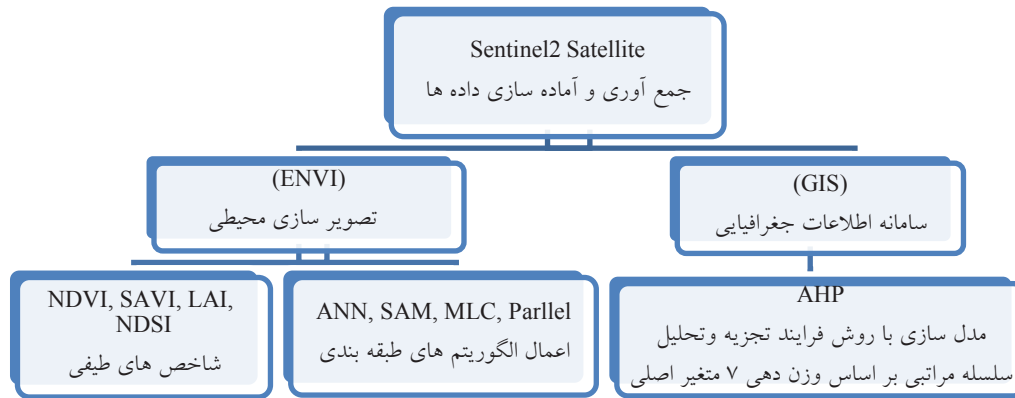 Sentinel2 Satellite
جمع آوری و آماده سازی داده ها
(ENVI)
تصویر سازی محیطی
(GIS)
سامانه اطلاعات جغرافیایی
NDVI, SAVI, LAI,
NDSI
شاخص های طیفی
ANN, SAM, MLC, Parllel
اعمال الگوریتم های طبقه بندی
AHP
مدل سازی با روش فرایند تجزیه وتحلیل
سلسله مراتبی بر اساس وزن دهی ۷ متغیر اصلی